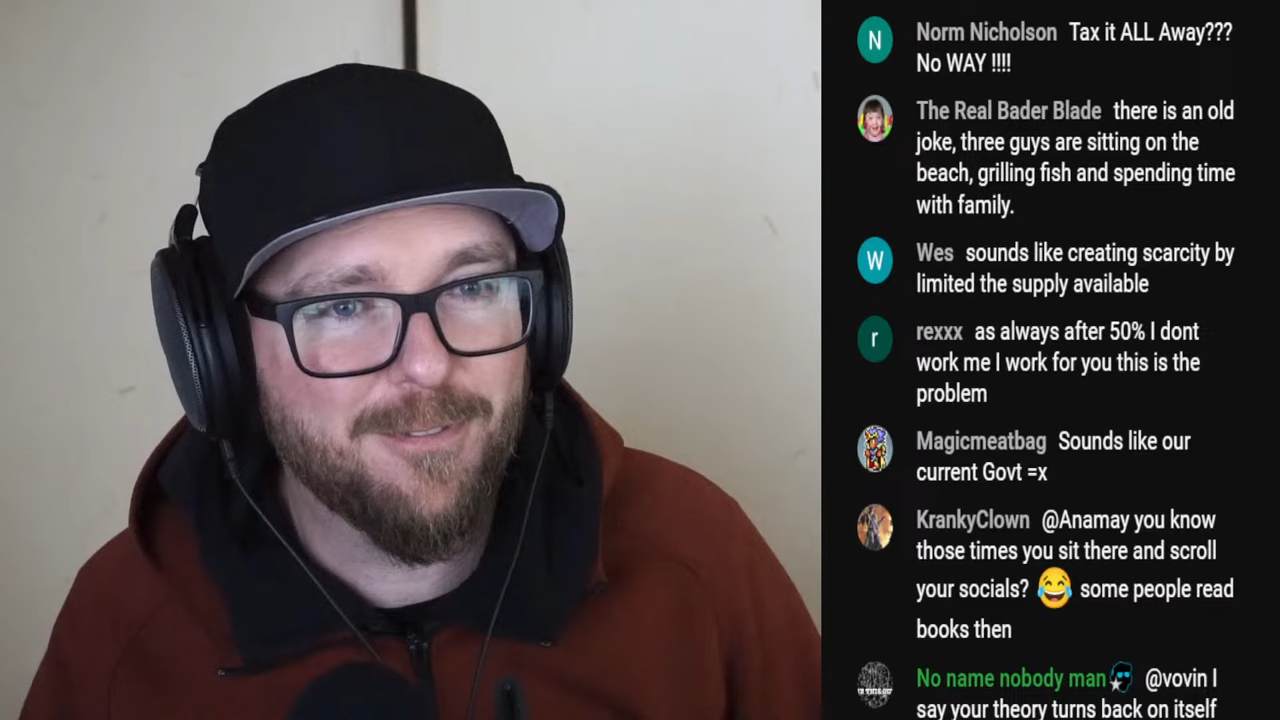 N Norm Nicholson Tax it ALL Away???
No WAY !!!!
The Real Bader Blade there is an old
joke, three guys are sitting on the
beach, grilling fish and spending time
with family.
W Wes sounds like creating scarcity by
limited the supply available
r rexxx as always after 50% I dont
work me I work for you this is the
problem
Magicmeatbag Sounds like our
current Govt =x
KrankyClown @Anamay you know
those times you sit there and scroll
your socials? 😂 some people read
books then
No name nobody man @vovin I
say your theory turns back on itself